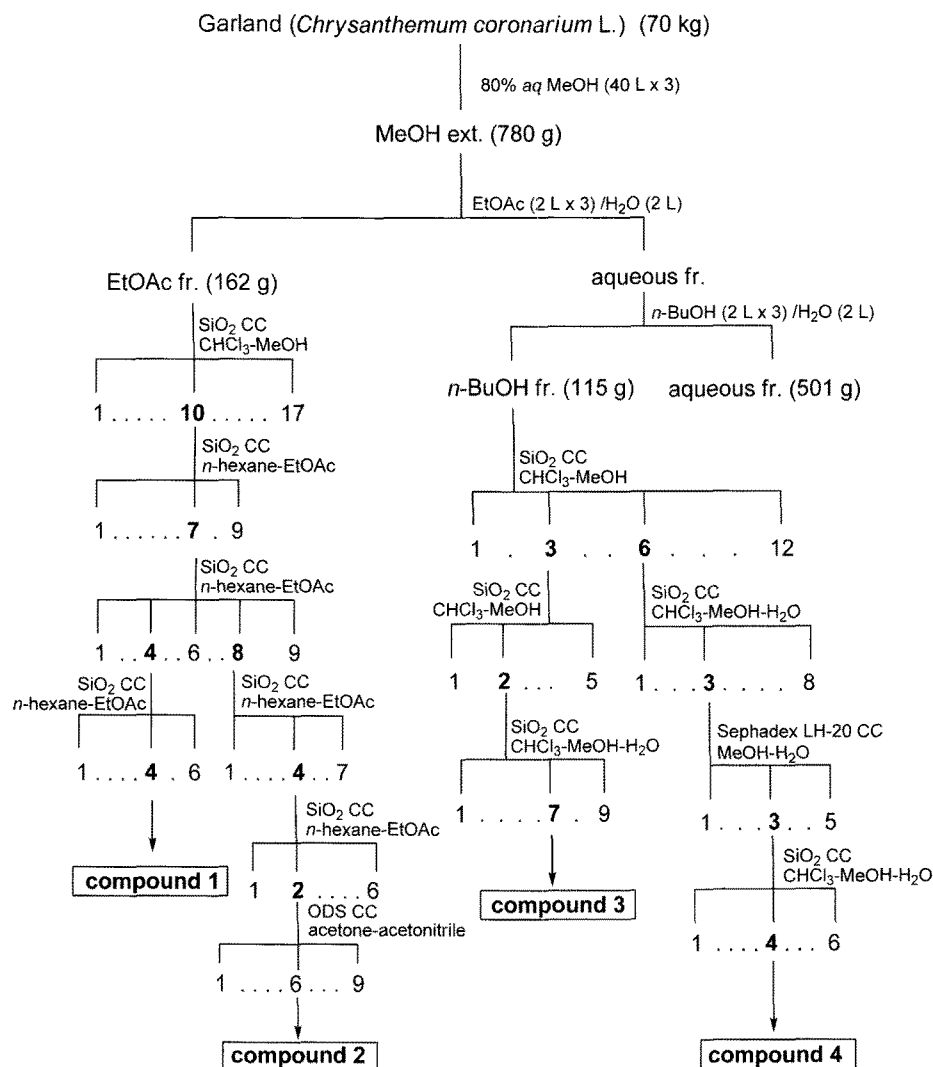 Garland (Chrysanthemum coronarium L.) (70 kg)
80% aq MeOH (40 L x 3)
MeOH ext. (780 g)
EtOAc (2 L x 3) /H2O (2 L)
EtOAc fr. (162 g)
aqueous fr.
n-BuOH (2 L x 3) /H2O (2 L)
SiO2 CC
CHCl3-MeOH
n-BuOH fr. (115 g)
aqueous fr. (501 g)
1 . . . . . 10 . . . . . 17
SiO2 CC
n-hexane-EtOAc
SiO2 CC
CHCl3-MeOH
1 . . . . . . 7 . 9
1 . 3 . . 6 . . . . 12
SiO2 CC
n-hexane-EtOAc
SiO2 CC
CHCl3-MeOH
SiO2 CC
CHCl3-MeOH-H2O
1 . . 4 . . 6 . . 8 . . 9
1 . . 2 . . . 5
1 . . . 3 . . . . . 8
SiO2 CC
n-hexane-EtOAc
SiO2 CC
n-hexane-EtOAc
SiO2 CC
CHCl3-MeOH-H2O
Sephadex LH-20 CC
MeOH-H2O
1 . . . . 4 . 6
1 . . . . 4 . . 7
1 . . . . . 7 . 9
1 . . . 3 . . 5
SiO2 CC
n-hexane-EtOAc
SiO2 CC
CHCl3-MeOH-H2O
compound 1
1 . . 2 . . . . 6
compound 3
ODS CC
acetone-acetonitrile
1 . . . . 4 . . . 6
1 . . . . 6 . . . 9
compound 2
compound 4